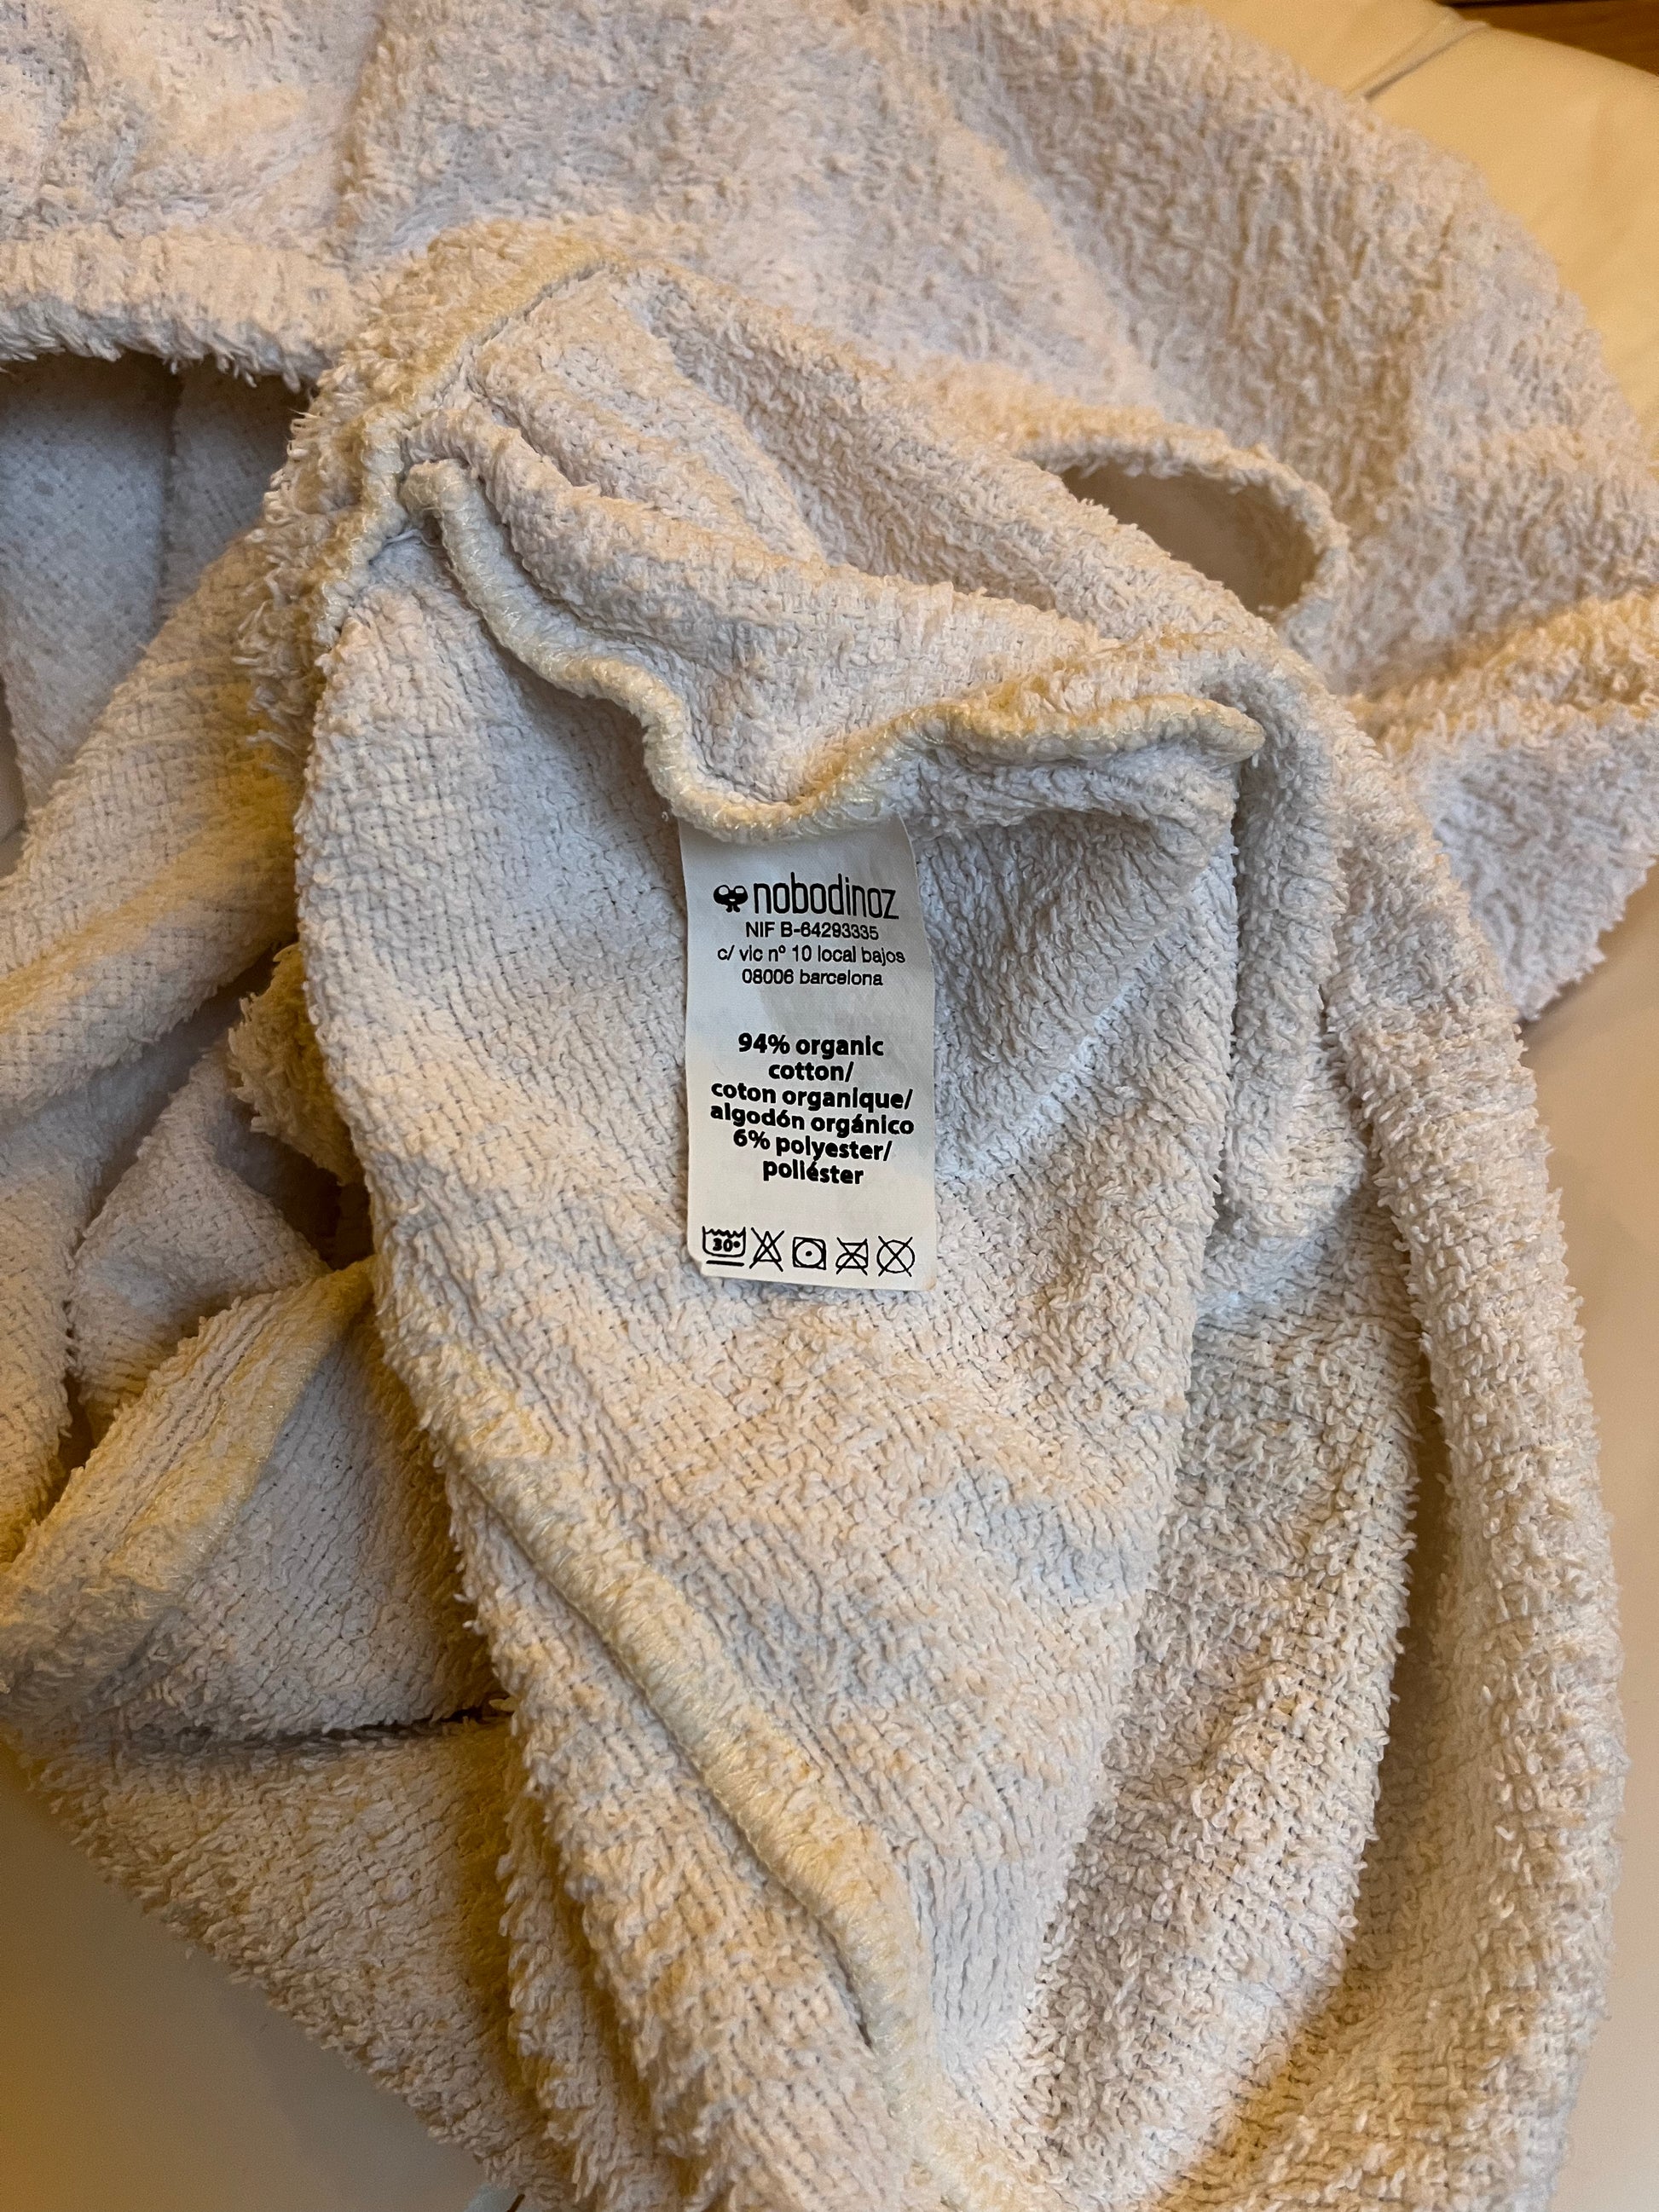 nobodinoz
NIF B-64293335
c/ vic nº 10 local bajos
08006 barcelona
94% organic
cotton/
coton organique/
algodón orgánico
6% polyester/
poliéster
30°